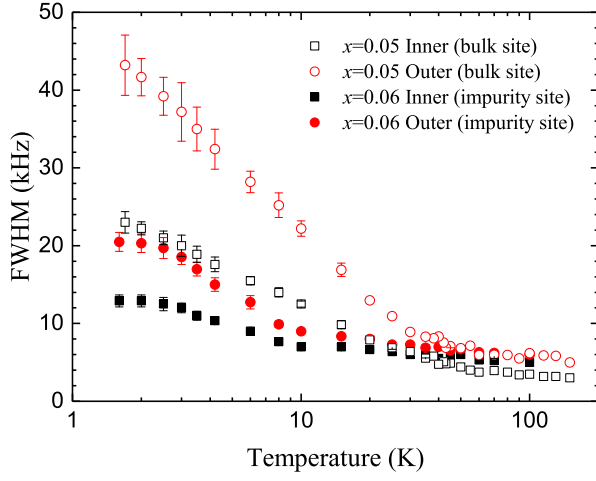 50
40
30
20
10
0
FWHM (kHz)
x=0.05 Inner (bulk site)
x=0.05 Outer (bulk site)
x=0.06 Inner (impurity site)
x=0.06 Outer (impurity site)
1 10 100
Temperature (K)